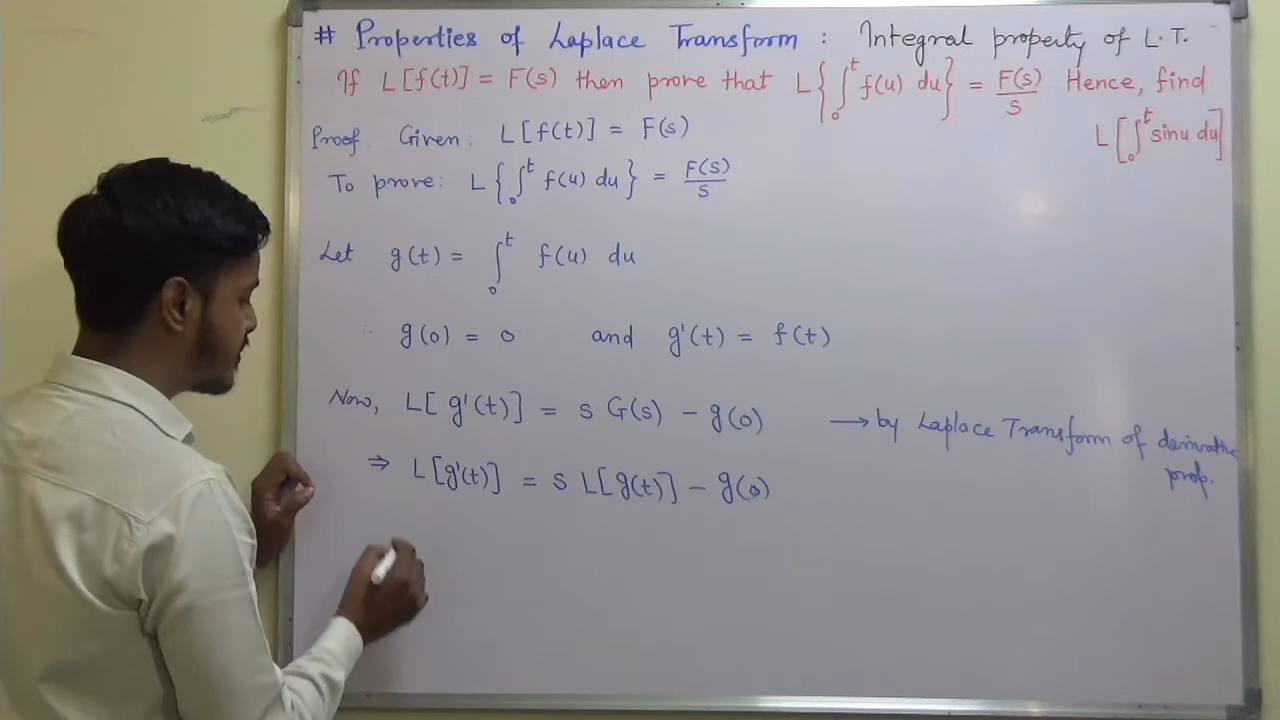 # Properties of Laplace Transform : Integral property of L.T.
If L[f(t)] = F(s) then prove that L{∫₀ᵗ f(u) du} = F(s)/s Hence, find
L[∫₀ᵗ sinu du]
Proof. Given: L[f(t)] = F(s)
To prove: L{∫₀ᵗ f(u) du} = F(s)/s
Let g(t) = ∫₀ᵗ f(u) du
∴ g(0) = 0 and g'(t) = f(t)
Now, L[g'(t)] = s G(s) – g(0) → by Laplace Transform of derivative
prop.
⇒ L[g'(t)] = s L[g(t)] – g(0)